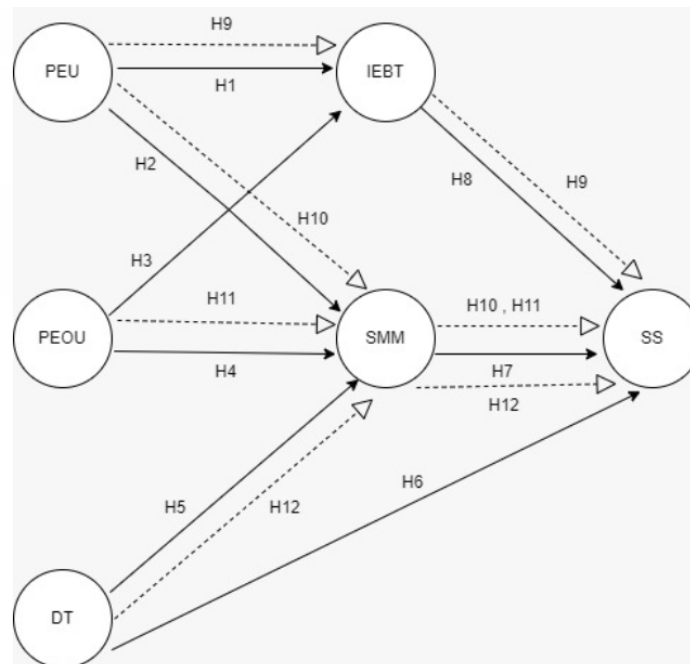 H9
PEU
IEBT
H1
H2
H8
H9
H10
H3
H11
H10 , H11
PEOU
SMM
SS
H4
H7
H12
H6
H5
H12
DT